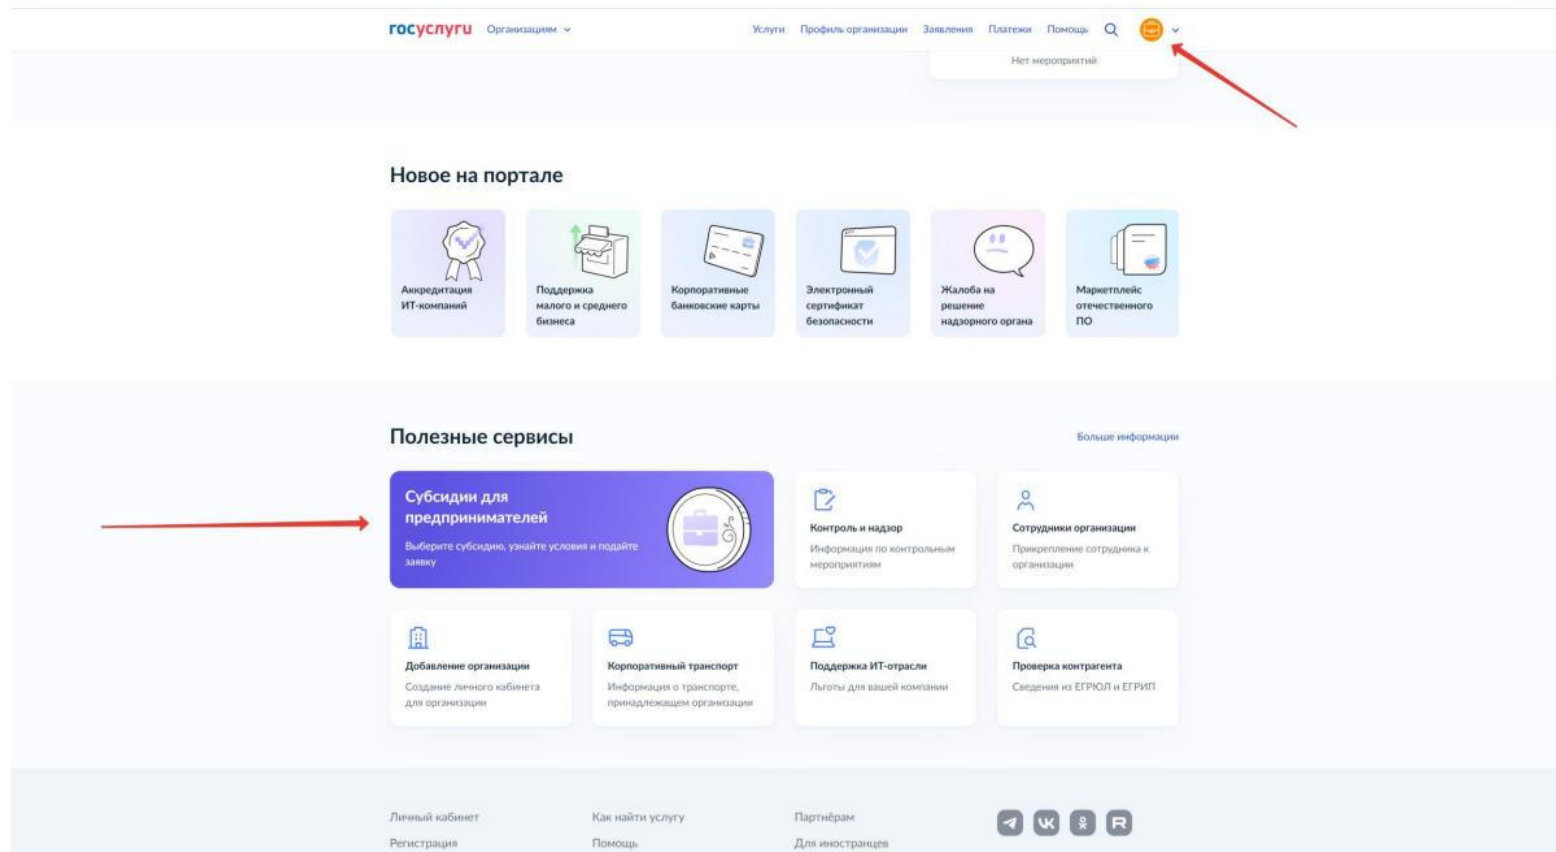 госуслуги Организациям Услуги Профиль организации Заявления Платежи Помощь
Нет мероприятий
Новое на портале
Аккредитация
ИТ-компаний
Поддержка
малого и среднего
бизнеса
Корпоративные
банковские карты
Электронный
сертификат
безопасности
Жалоба на
решение
надзорного органа
Маркетплейс
отечественного
ПО
Полезные сервисы
Больше информации
Субсидии для
предпринимателей
Выберите субсидию, узнайте условия и подайте
заявку
Контроль и надзор
Информация по контрольным
мероприятиям
Сотрудники организации
Прикрепление сотрудника к
организации
Добавление организации
Создание личного кабинета
для организации
Корпоративный транспорт
Информация о транспорте,
принадлежащем организации
Поддержка ИТ-отрасли
Льготы для вашей компании
Проверка контрагента
Сведения из ЕГРЮЛ и ЕГРИП
Личный кабинет
Регистрация
Как найти услугу
Помощь
Партнёрам
Для иностранцев